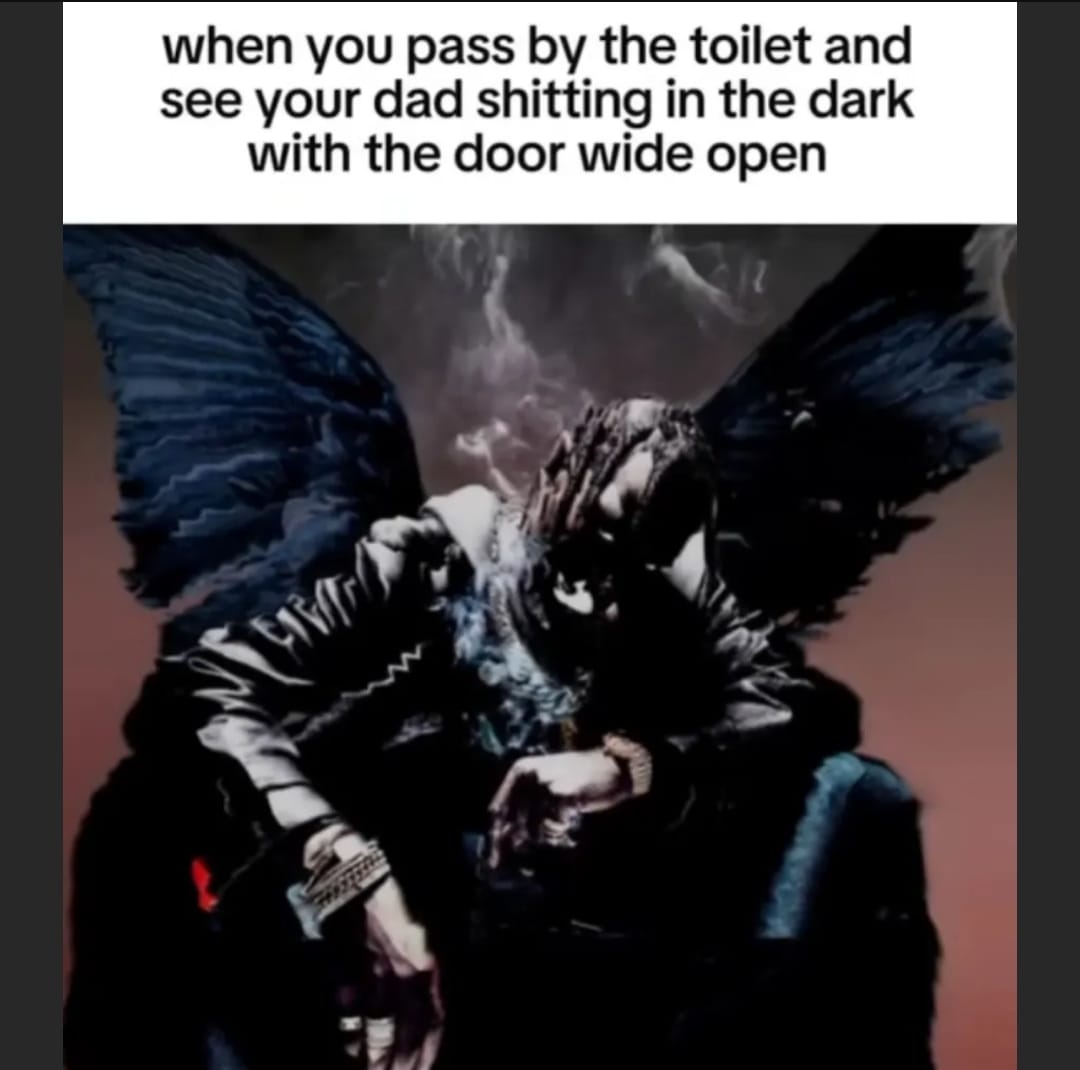 when you pass by the toilet and
see your dad shitting in the dark
with the door wide open